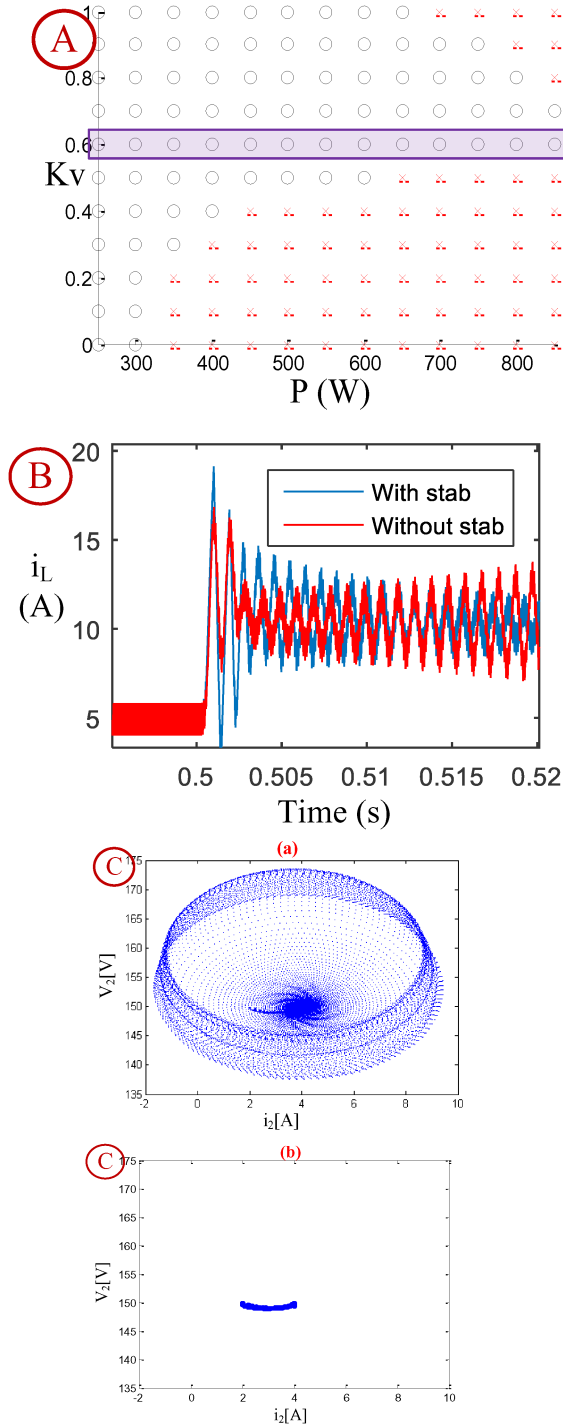 A
1
0.8
0.6
Kv
0.4
0.2
0
300 400 500 600 700 800
P (W)
B
20
With stab
Without stab
15
i_L
(A)
10
5
0.5 0.505 0.51 0.515 0.52
Time (s)
(a)
C
175
170
165
160
V₂[V]
155
150
145
140
135
-2 0 2 4 6 8 10
i₂[A]
(b)
C
175
170
165
160
V₂[V]
155
150
145
140
135
-2 0 2 4 6 8 10
i₂[A]